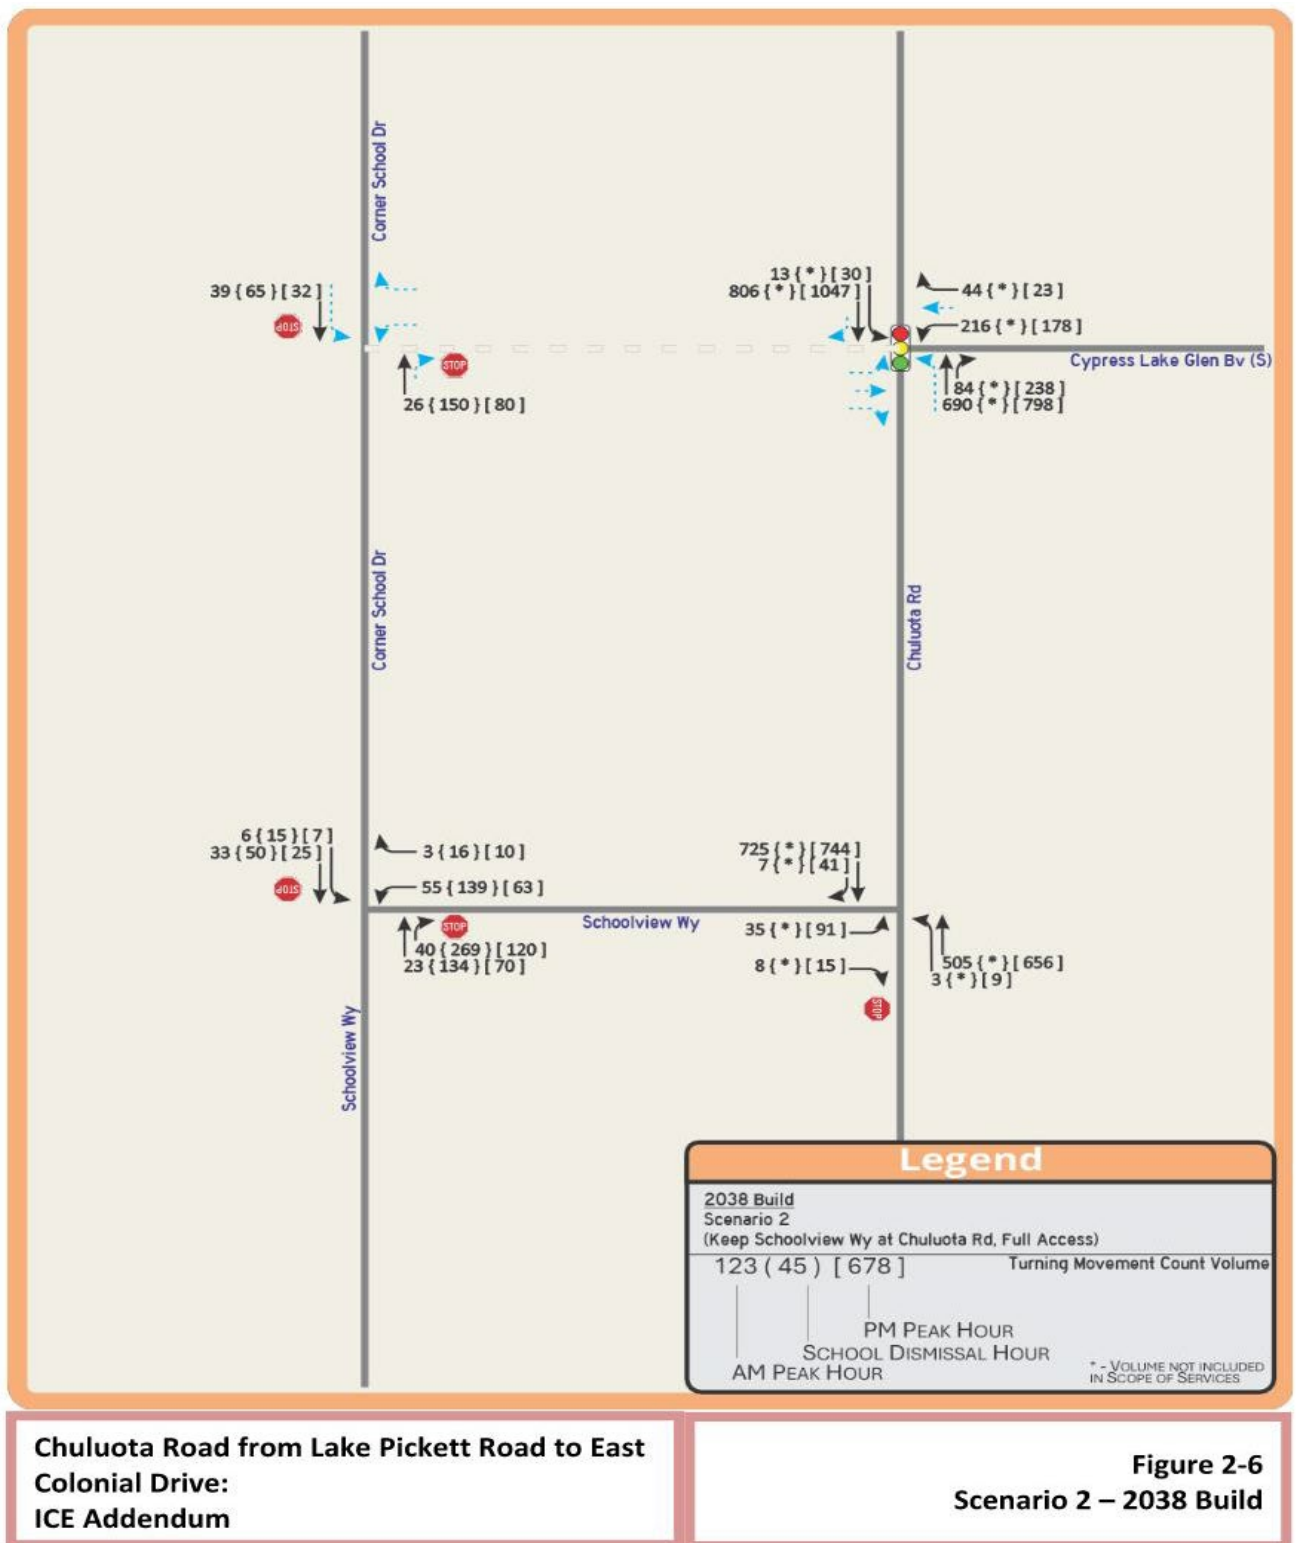 Corner School Dr
13 { * } [ 30 ]
806 { * } [ 1047 ]
39 { 65 } [ 32 ]
STOP
44 { * } [ 23 ]
216 { * } [ 178 ]
Cypress Lake Glen Bv (S)
STOP
26 { 150 } [ 80 ]
84 { * } [ 238 ]
690 { * } [ 798 ]
Corner School Dr
Chuluota Rd
6 { 15 } [ 7 ]
33 { 50 } [ 25 ]
STOP
3 { 16 } [ 10 ]
55 { 139 } [ 63 ]
725 { * } [ 744 ]
7 { * } [ 41 ]
STOP
40 { 269 } [ 120 ]
23 { 134 } [ 70 ]
Schoolview Wy
35 { * } [ 91 ]
8 { * } [ 15 ]
STOP
505 { * } [ 656 ]
3 { * } [ 9 ]
Schoolview Wy
Legend
2038 Build
Scenario 2
(Keep Schoolview Wy at Chuluota Rd, Full Access)
123 ( 45 ) [ 678 ] Turning Movement Count Volume
PM PEAK HOUR
SCHOOL DISMISSAL HOUR
AM PEAK HOUR
* - VOLUME NOT INCLUDED
IN SCOPE OF SERVICES
Chuluota Road from Lake Pickett Road to East
Colonial Drive:
ICE Addendum
Figure 2-6
Scenario 2 – 2038 Build